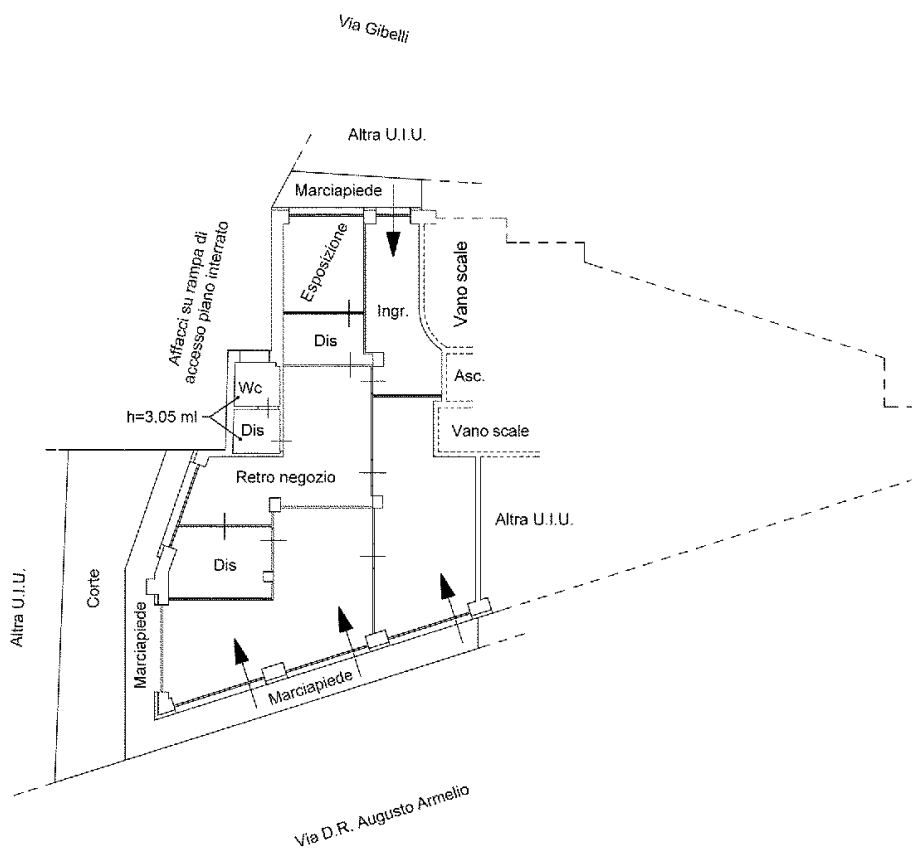 Via Gibelli
Altra U.I.U.
Marciapiede
Affacci su rampa di
accesso piano interrato
Esposizione
Ingr.
Vano scale
Dis
Asc.
Wc
h=3,05 ml
Dis
Vano scale
Retro negozio
Altra U.I.U.
Dis
Altra U.I.U.
Corte
Marciapiede
Marciapiede
Via D.R. Augusto Armelio